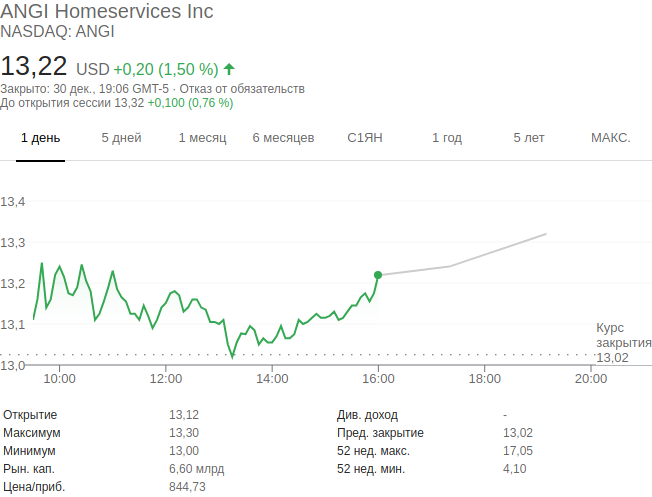 ANGI Homeservices Inc
NASDAQ: ANGI
13,22 USD +0,20 (1,50 %)
Закрыто: 30 дек., 19:06 GMT-5 · Отказ от обязательств
До открытия сессии 13,32 +0,100 (0,76 %)
1 день 5 дней 1 месяц 6 месяцев С1ЯН 1 год 5 лет МАКС.
13,4
13,3
13,2
13,1
Курс
закрытия
13,02
13,0
10:00 12:00 14:00 16:00 18:00 20:00
Открытие 13,12 Див. доход -
Максимум 13,30 Пред. закрытие 13,02
Минимум 13,00 52 нед. макс. 17,05
Рын. кап. 6,60 млрд 52 нед. мин. 4,10
Цена/приб. 844,73